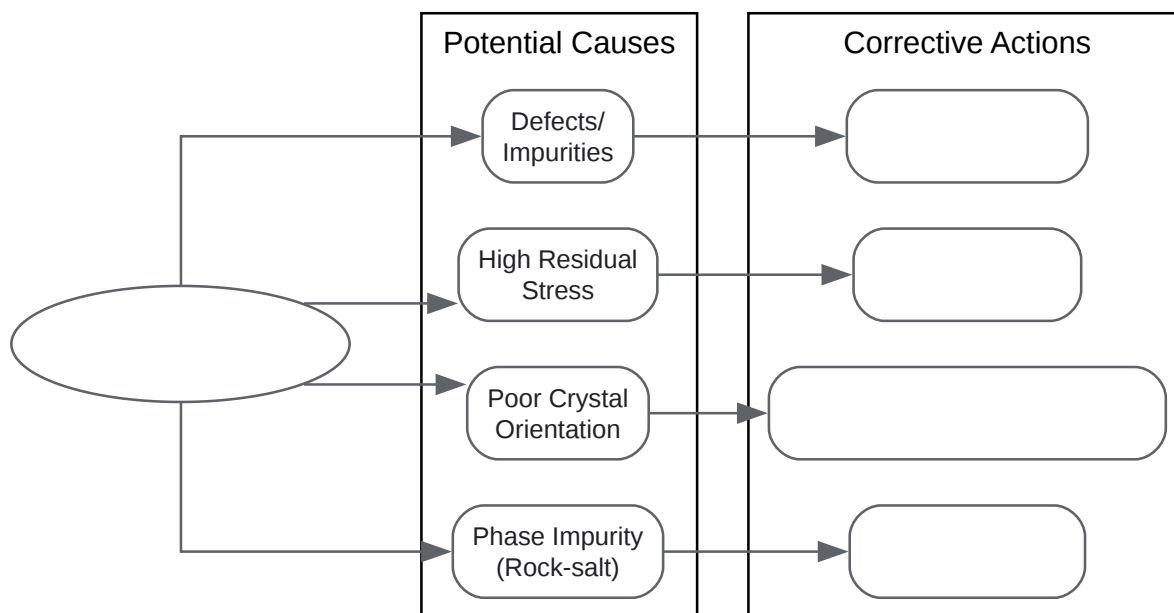 Potential Causes
Corrective Actions
Defects/
Impurities
High Residual
Stress
Poor Crystal
Orientation
Phase Impurity
(Rock-salt)